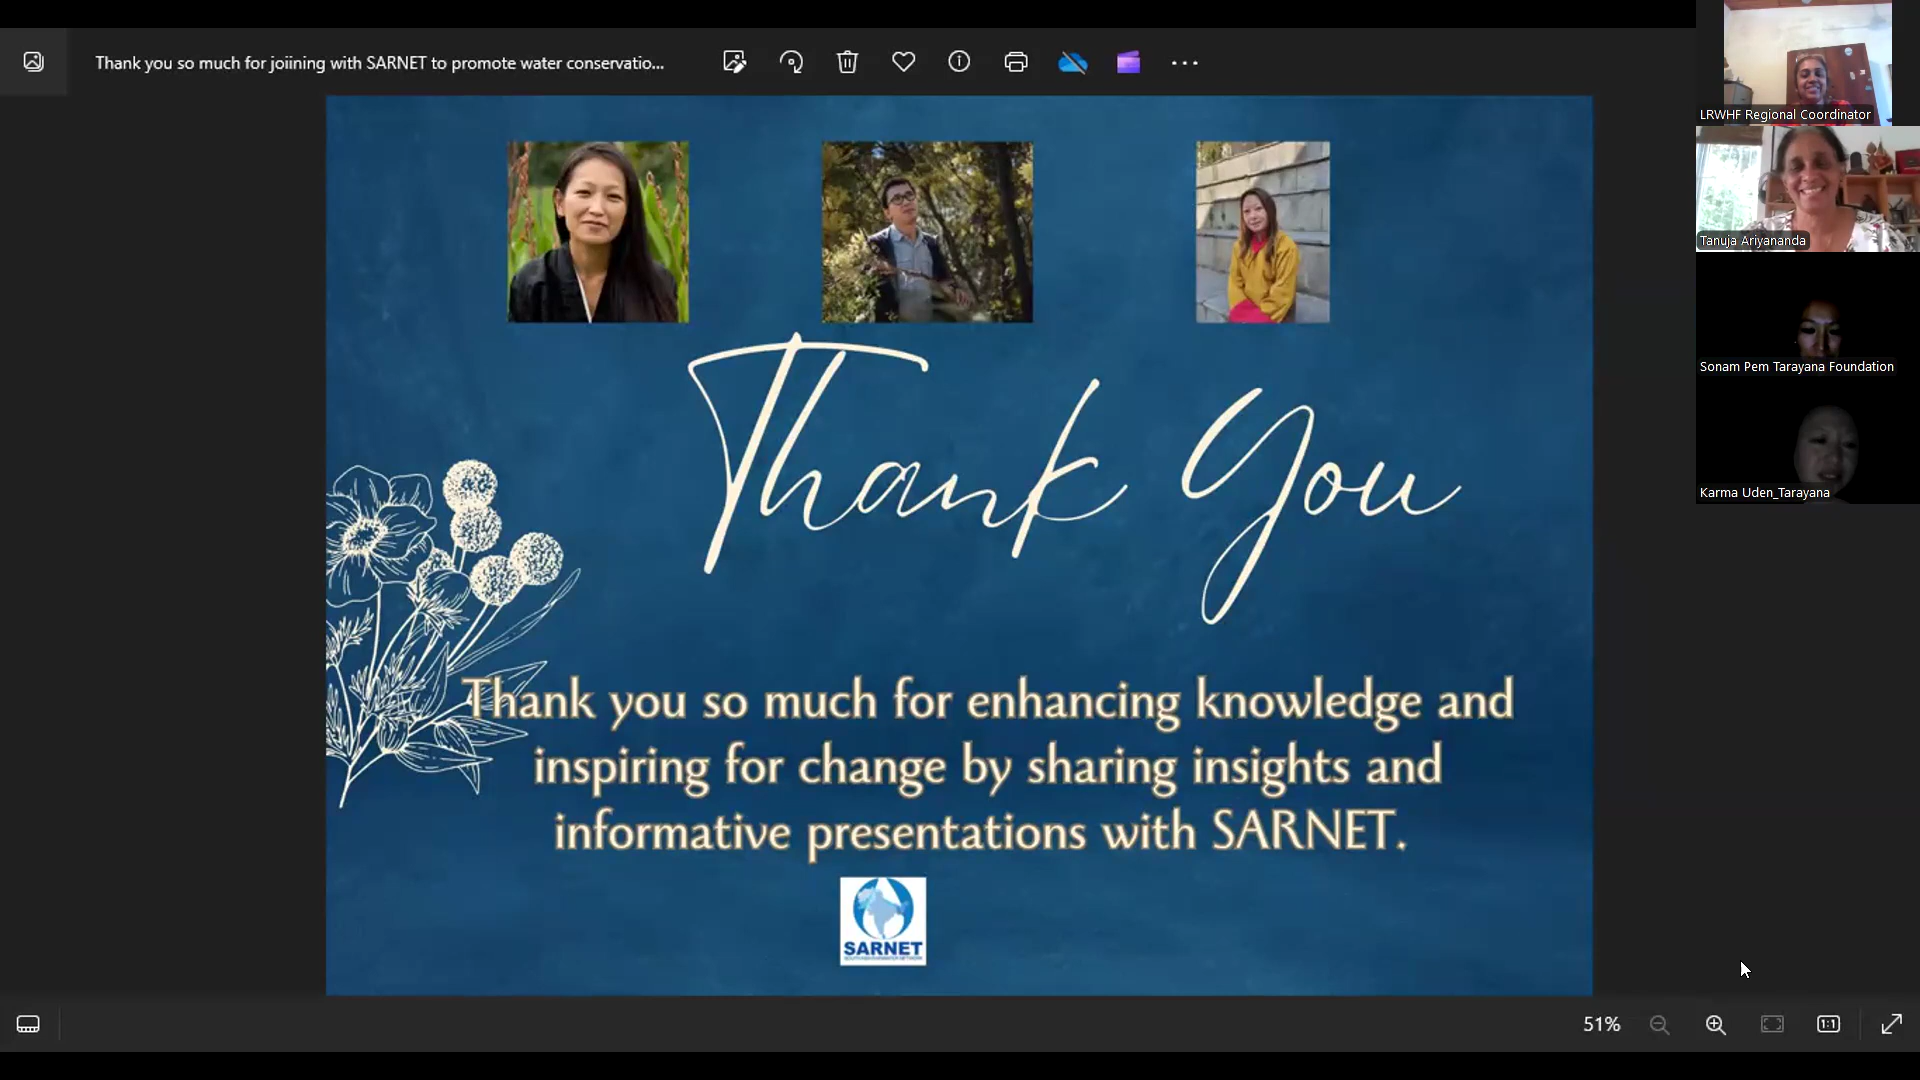 Thank you so much for joiining with SARNET to promote water conservatio...
LRWHF Regional Coordinator
Tanuja Ariyananda
Sonam Pem Tarayana Foundation
Karma Uden_Tarayana
Thank You
Thank you so much for enhancing knowledge and
inspiring for change by sharing insights and
informative presentations with SARNET.
SARNET
51%
1:1